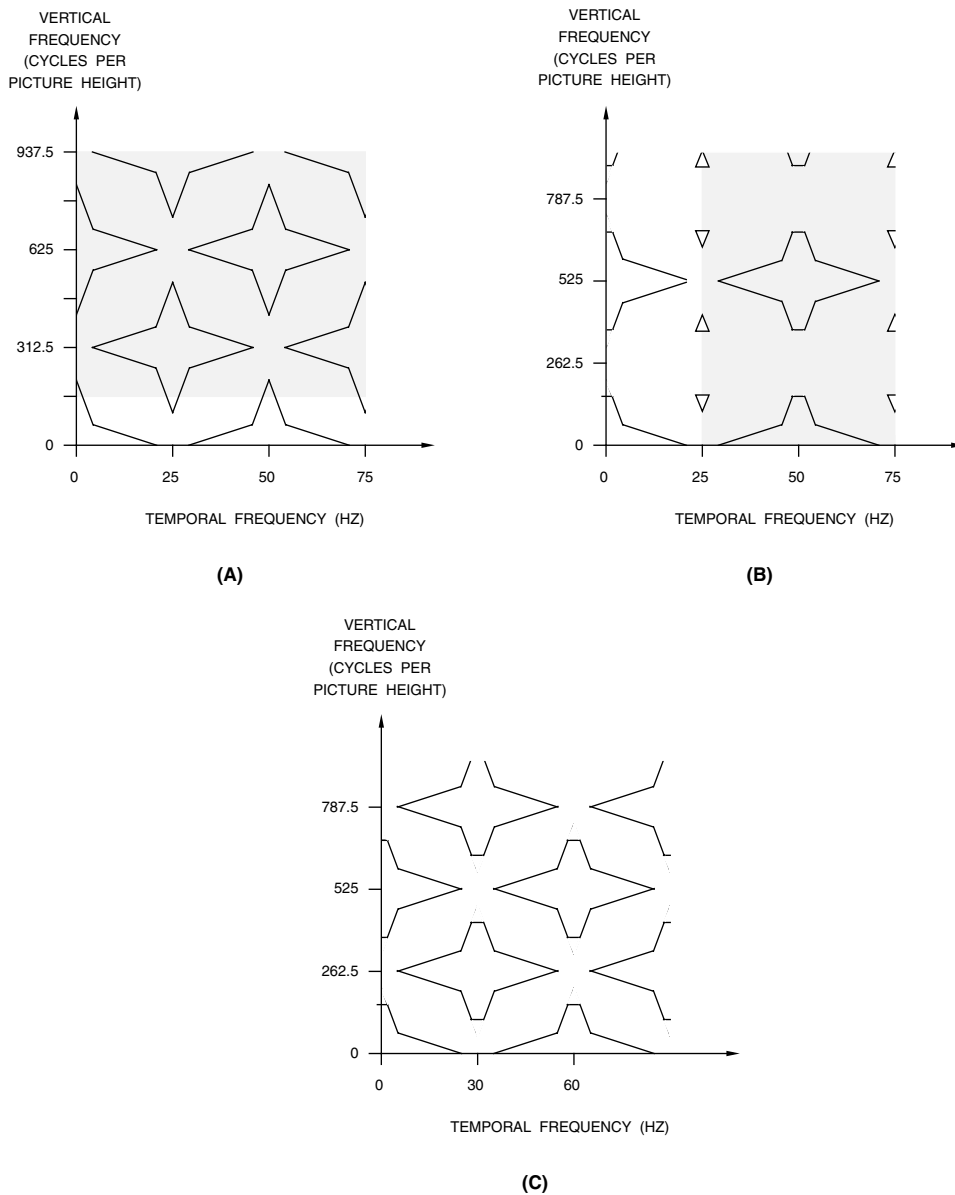 VERTICAL
FREQUENCY
(CYCLES PER
PICTURE HEIGHT)
937.5
625
312.5
0
0 25 50 75
TEMPORAL FREQUENCY (HZ)
(A)
VERTICAL
FREQUENCY
(CYCLES PER
PICTURE HEIGHT)
787.5
525
262.5
0
0 25 50 75
TEMPORAL FREQUENCY (HZ)
(B)
VERTICAL
FREQUENCY
(CYCLES PER
PICTURE HEIGHT)
787.5
525
262.5
0
0 30 60
TEMPORAL FREQUENCY (HZ)
(C)